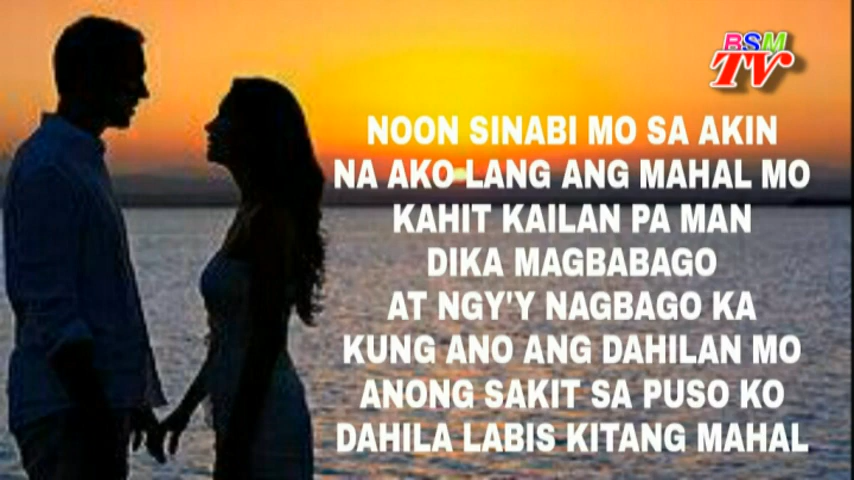 BSM
TV
NOON SINABI MO SA AKIN
NA AKO LANG ANG MAHAL MO
KAHIT KAILAN PA MAN
DIKA MAGBABAGO
AT NGY'Y NAGBAGO KA
KUNG ANO ANG DAHILAN MO
ANONG SAKIT SA PUSO KO
DAHILA LABIS KITANG MAHAL